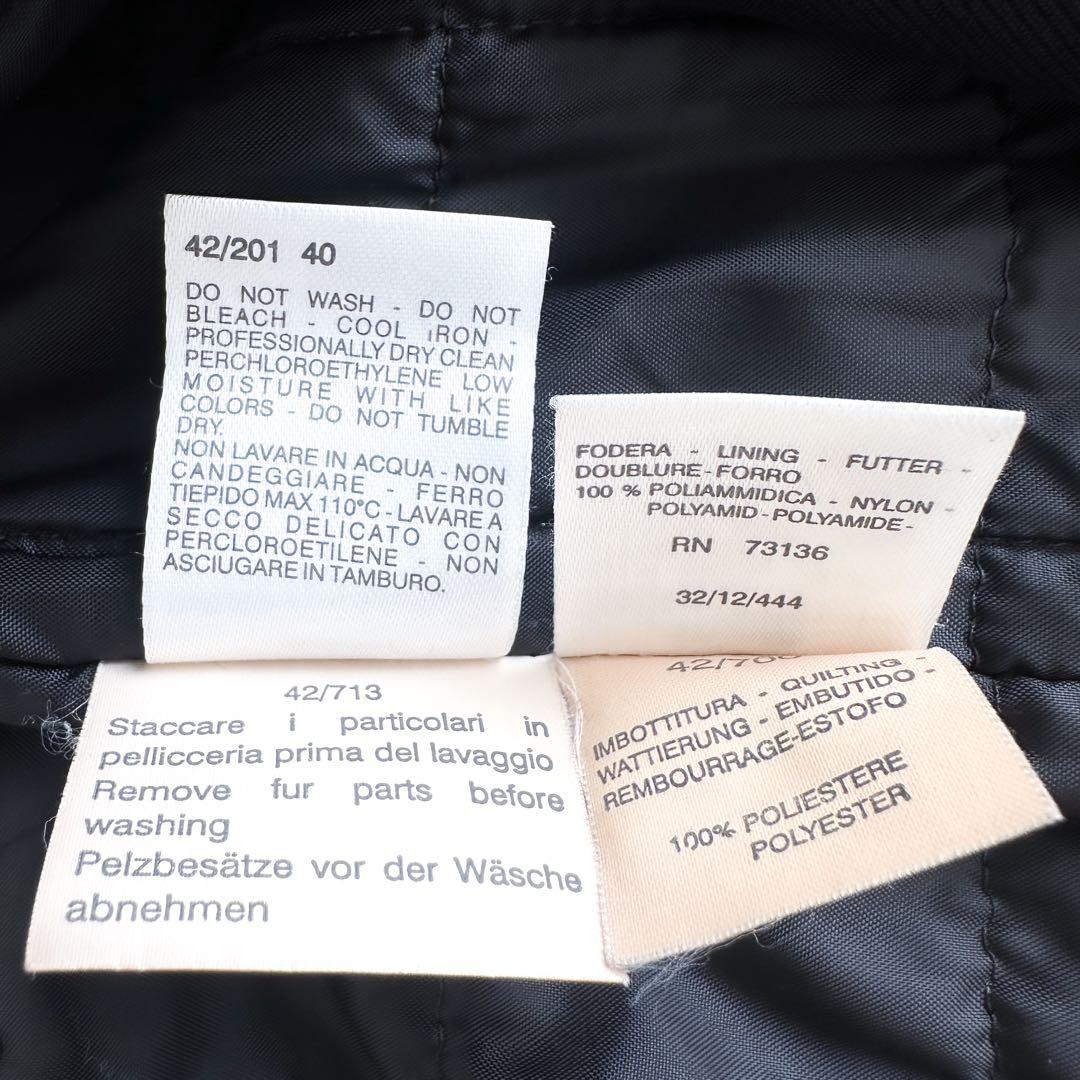 42/201 40
DO NOT WASH - DO NOT
BLEACH - COOL IRON -
PROFESSIONALLY DRY CLEAN
PERCHLOROETHYLENE LOW
MOISTURE WITH LIKE
COLORS - DO NOT TUMBLE
DRY.
NON LAVARE IN ACQUA - NON
CANDEGGIARE - FERRO
TIEPIDO MAX 110°C - LAVARE A
SECCO DELICATO CON
PERCLOROETILENE - NON
ASCIUGARE IN TAMBURO.
FODERA - LINING - FUTTER -
DOUBLURE - FORRO
100 % POLIAMMIDICA - NYLON -
POLYAMID - POLYAMIDE -
RN 73136
32/12/444
42/713
Staccare i particolari in
pellicceria prima del lavaggio
Remove fur parts before
washing
Pelzbesätze vor der Wäsche
abnehmen
IMBOTTITURA - QUILTING -
WATTIERUNG - EMBUTIDO -
REMBOURRAGE-ESTOFO
100% POLIESTERE
POLYESTER